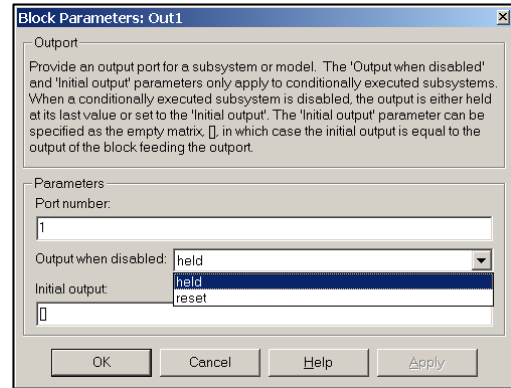 Block Parameters: Out1
Outport
Provide an output port for a subsystem or model. The 'Output when disabled'
and 'Initial output' parameters only apply to conditionally executed subsystems.
When a conditionally executed subsystem is disabled, the output is either held
at its last value or set to the 'Initial output'. The 'Initial output' parameter can be
specified as the empty matrix, [], in which case the initial output is equal to the
output of the block feeding the outport.
Parameters
Port number:
1
Output when disabled: held
held
Initial output:
reset
[]
OK Cancel Help Apply